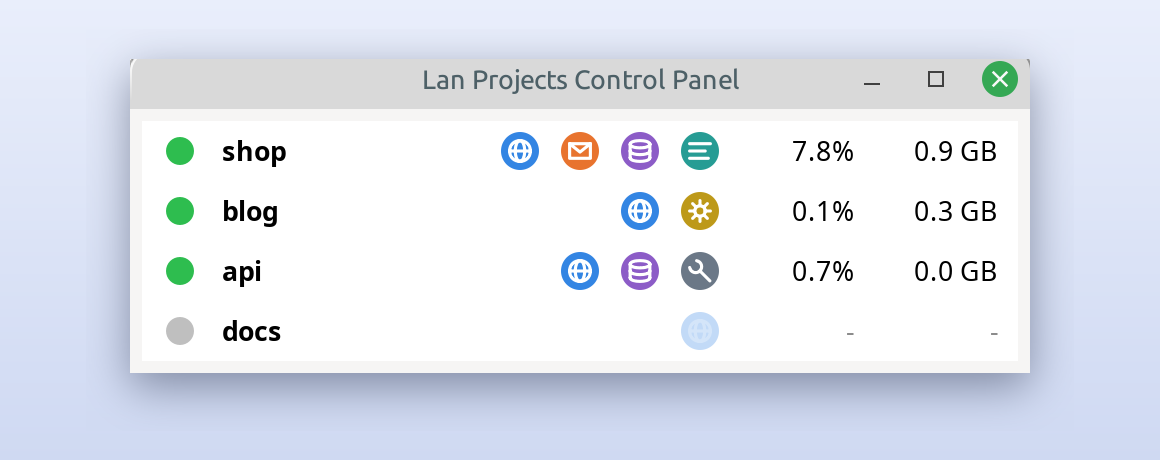 Lan Projects Control Panel
shop 7.8% 0.9 GB
blog 0.1% 0.3 GB
api 0.7% 0.0 GB
docs - -